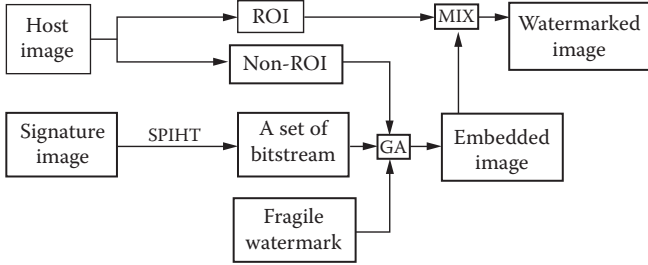 Host
image
ROI
MIX
Watermarked
image
Non-ROI
Signature
image
SPIHT
A set of
bitstream
GA
Embedded
image
Fragile
watermark